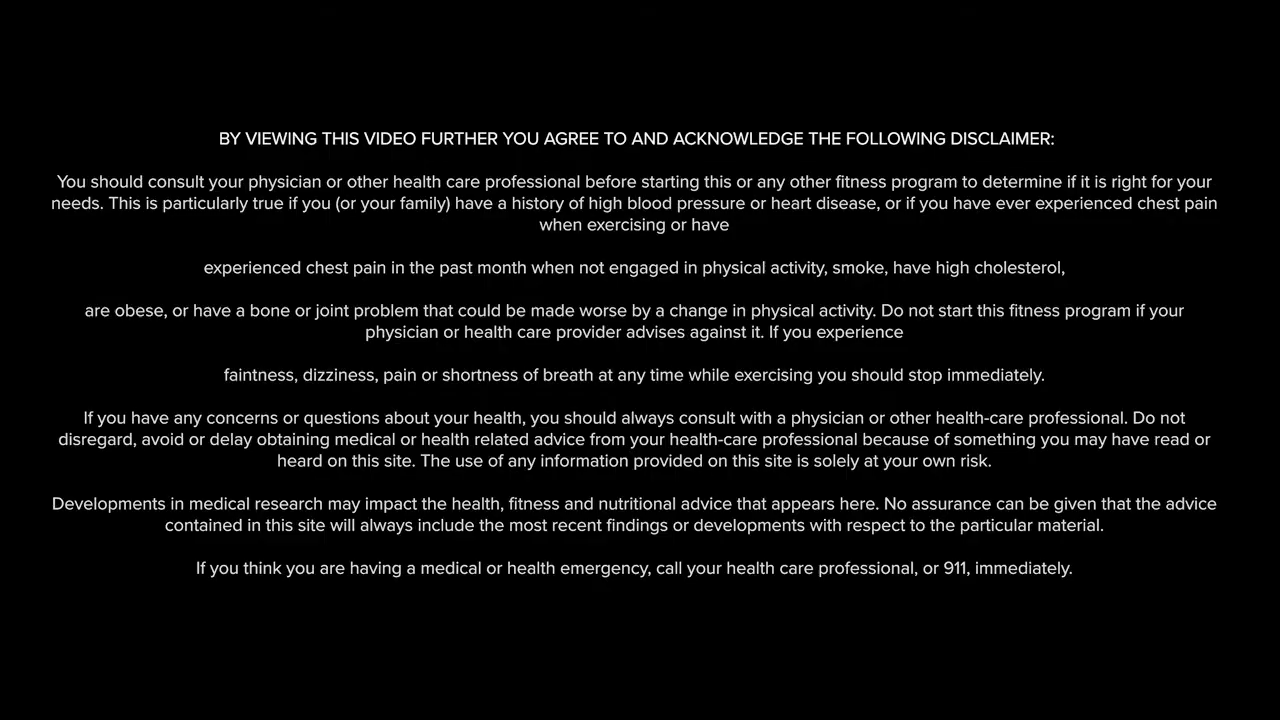 BY VIEWING THIS VIDEO FURTHER YOU AGREE TO AND ACKNOWLEDGE THE FOLLOWING DISCLAIMER:
You should consult your physician or other health care professional before starting this or any other fitness program to determine if it is right for your
needs. This is particularly true if you (or your family) have a history of high blood pressure or heart disease, or if you have ever experienced chest pain
when exercising or have
experienced chest pain in the past month when not engaged in physical activity, smoke, have high cholesterol,
are obese, or have a bone or joint problem that could be made worse by a change in physical activity. Do not start this fitness program if your
physician or health care provider advises against it. If you experience
faintness, dizziness, pain or shortness of breath at any time while exercising you should stop immediately.
If you have any concerns or questions about your health, you should always consult with a physician or other health-care professional. Do not
disregard, avoid or delay obtaining medical or health related advice from your health-care professional because of something you may have read or
heard on this site. The use of any information provided on this site is solely at your own risk.
Developments in medical research may impact the health, fitness and nutritional advice that appears here. No assurance can be given that the advice
contained in this site will always include the most recent findings or developments with respect to the particular material.
If you think you are having a medical or health emergency, call your health care professional, or 911, immediately.